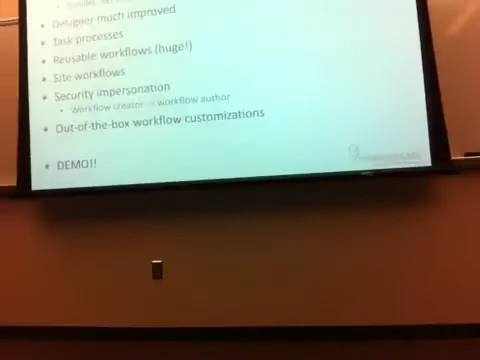 • Designer much improved
• Task processes
• Reusable workflows (huge!)
• Site workflows
• Security impersonation
• Workflow creator workflow author
• Out-of-the-box workflow customizations
• DEMO!!